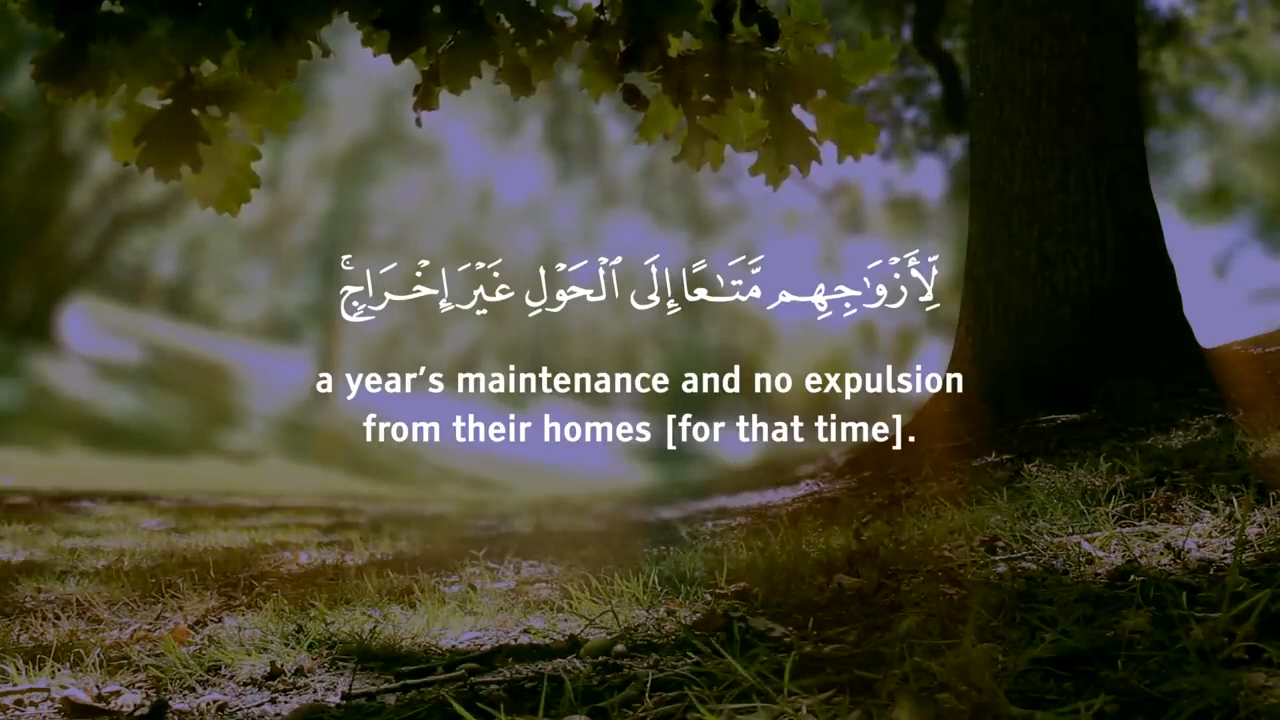 لِّأَزْوَٰجِهِم مَّتَـٰعًا إِلَى ٱلْحَوْلِ غَيْرَ إِخْرَاجٍۚ
a year’s maintenance and no expulsion
from their homes [for that time].